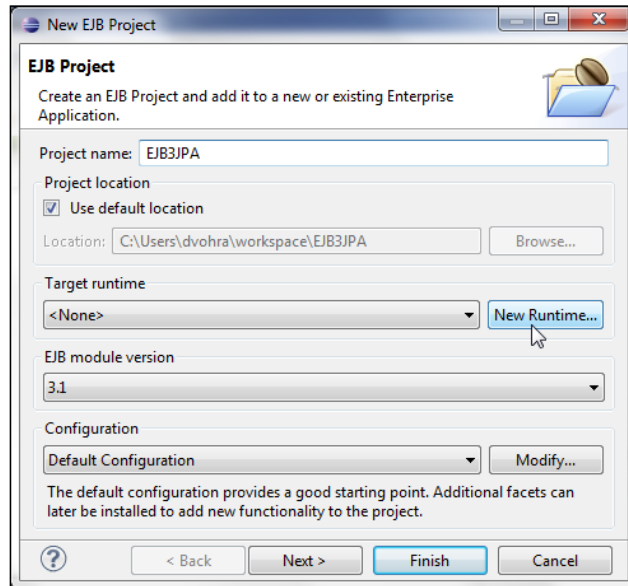 New EJB Project
EJB Project
Create an EJB Project and add it to a new or existing Enterprise
Application.
Project name: EJB3JPA
Project location
Use default location
Location: C:\Users\dvohra\workspace\EJB3JPA Browse...
Target runtime
<None> New Runtime...
EJB module version
3.1
Configuration
Default Configuration Modify...
The default configuration provides a good starting point. Additional facets can
later be installed to add new functionality to the project.
? < Back Next > Finish Cancel